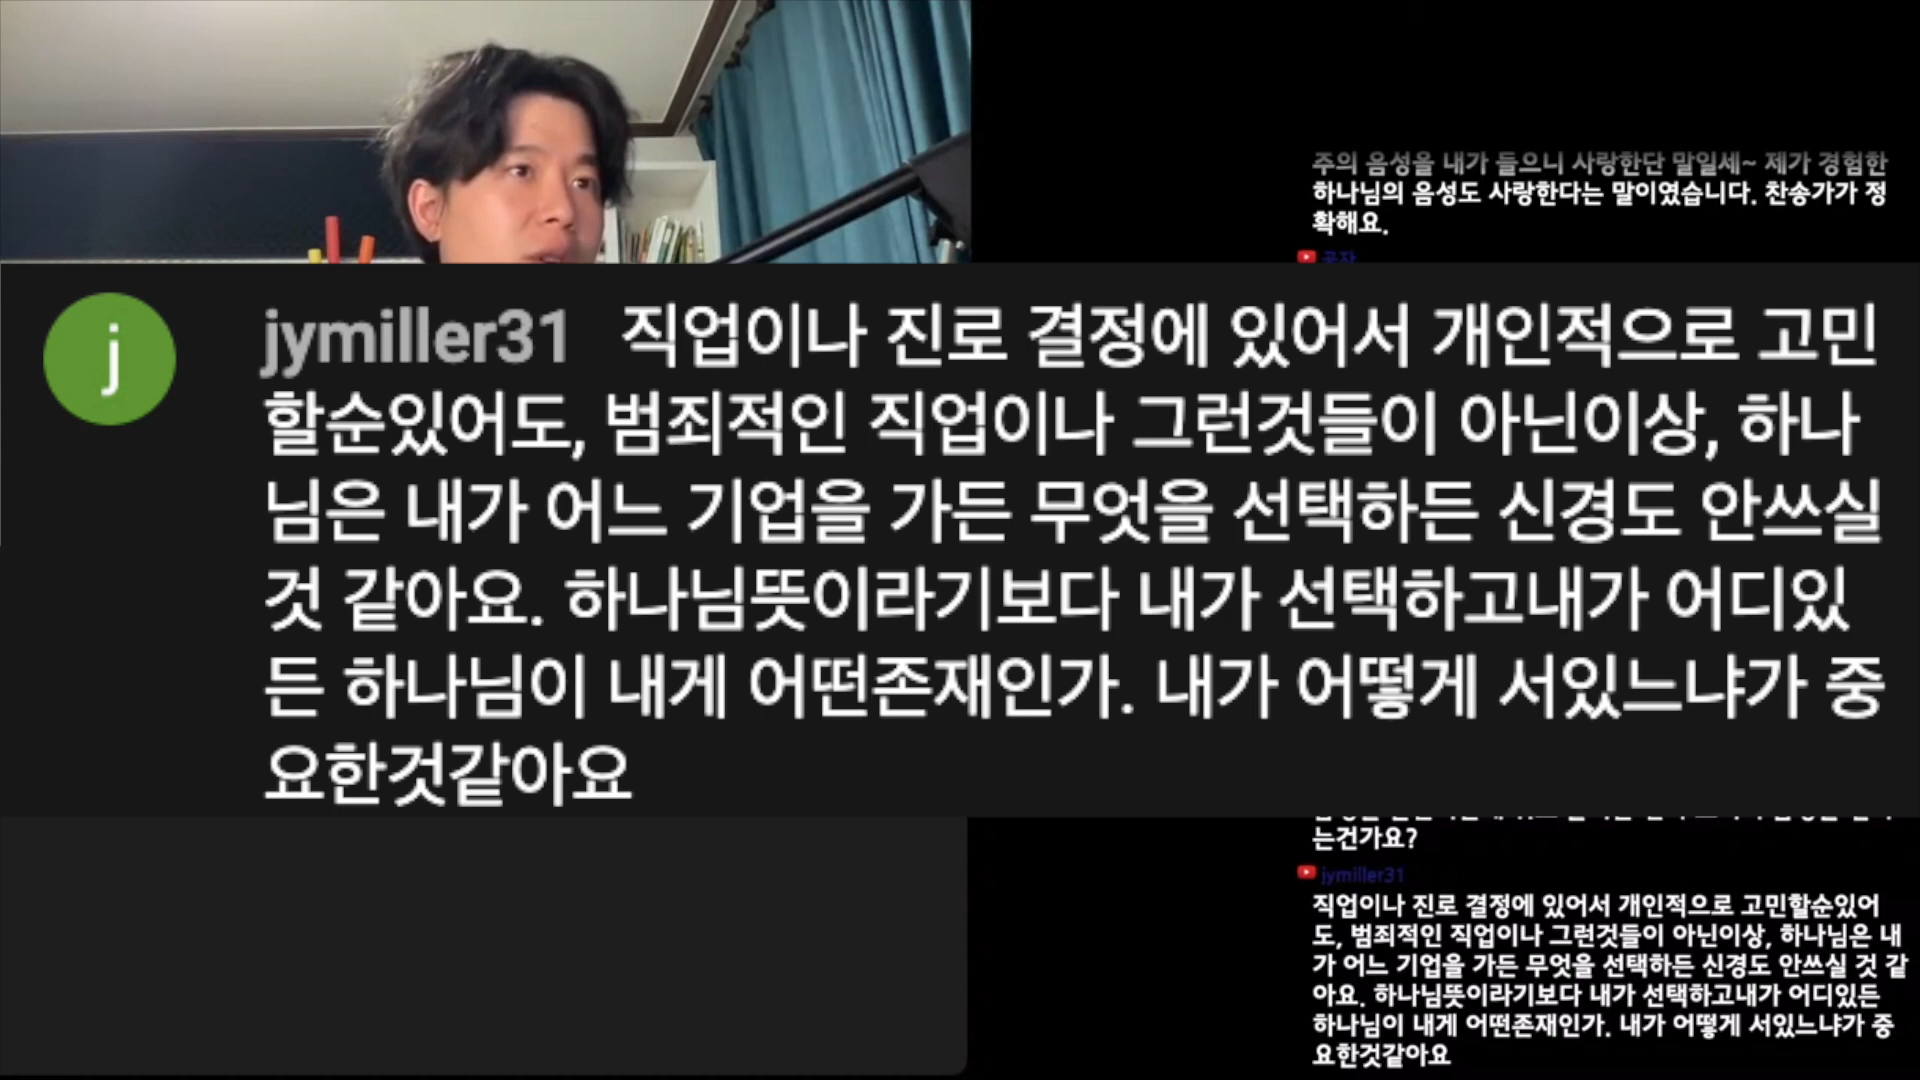 주의 음성을 내가 들으니 사랑한단 말일세~ 제가 경험한
하나님의 음성도 사랑한다는 말이였습니다. 찬송가가 정
확해요.
j
jymiller31 직업이나 진로 결정에 있어서 개인적으로 고민
할순있어도, 범죄적인 직업이나 그런것들이 아닌이상, 하나
님은 내가 어느 기업을 가든 무엇을 선택하든 신경도 안쓰실
것 같아요. 하나님뜻이라기보다 내가 선택하고내가 어디있
든 하나님이 내게 어떤존재인가. 내가 어떻게 서있느냐가 중
요한것같아요
는건가요?
jymiller31
직업이나 진로 결정에 있어서 개인적으로 고민할순있어
도, 범죄적인 직업이나 그런것들이 아닌이상, 하나님은 내
가 어느 기업을 가든 무엇을 선택하든 신경도 안쓰실 것 같
아요. 하나님뜻이라기보다 내가 선택하고내가 어디있든
하나님이 내게 어떤존재인가. 내가 어떻게 서있느냐가 중
요한것같아요